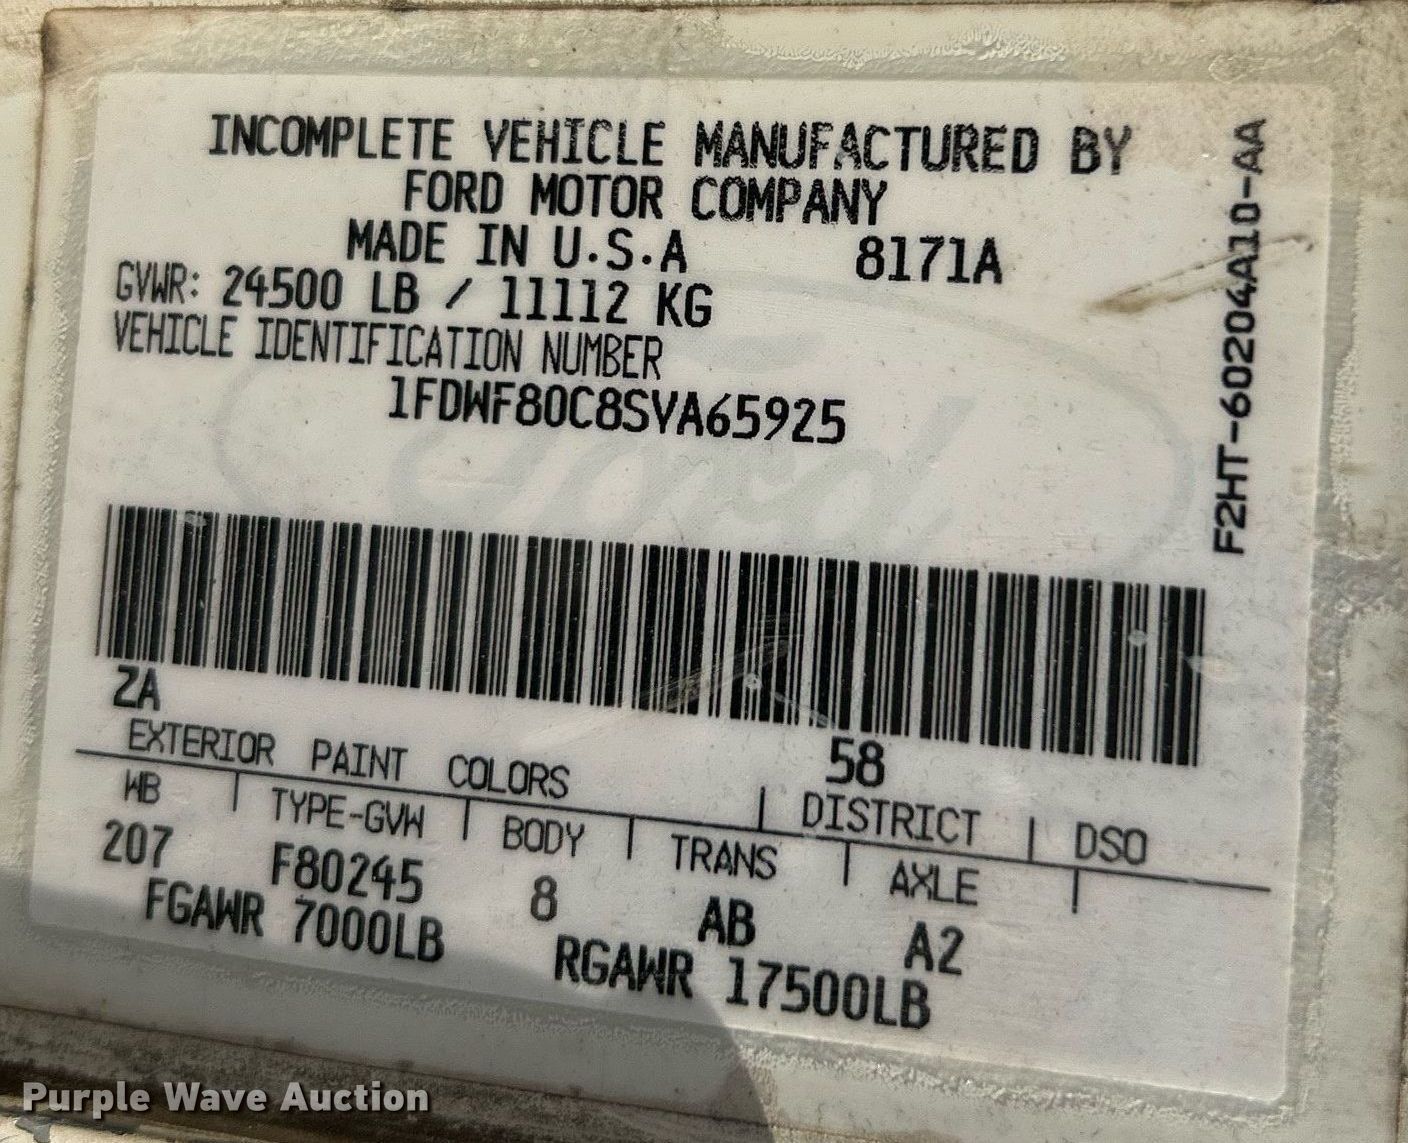 INCOMPLETE VEHICLE MANUFACTURED BY
FORD MOTOR COMPANY
MADE IN U.S.A 8171A
GVWR: 24500 LB / 11112 KG
VEHICLE IDENTIFICATION NUMBER
1FDWF80C8SVA65925
F2HT-60204A10-AA
Ford
ZA
58
EXTERIOR PAINT COLORS DISTRICT DSO
WB TYPE-GVW BODY TRANS AXLE
207 F80245 8 AB A2
FGAWR 7000LB RGAWR 17500LB
Purple Wave Auction